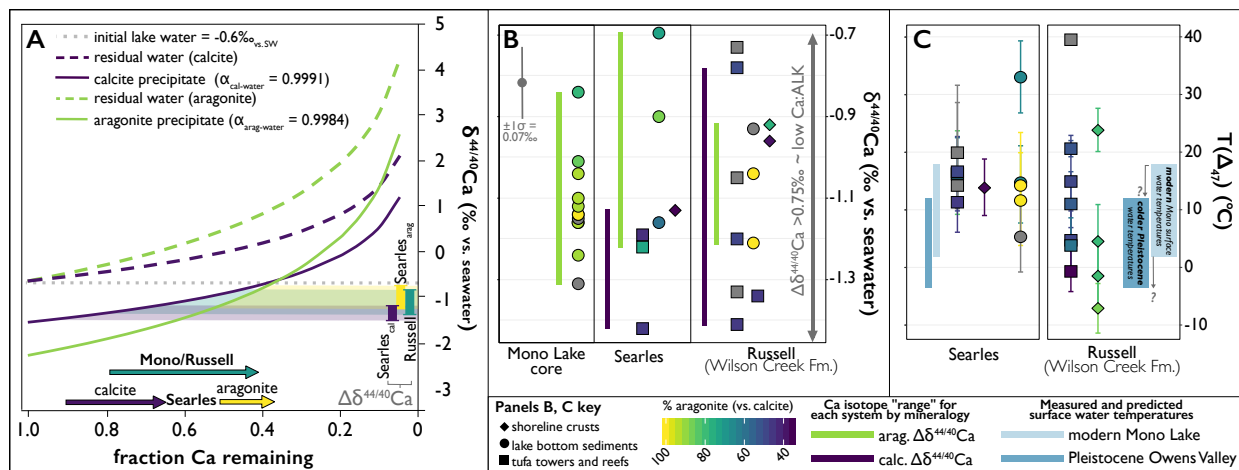 A
initial lake water = -0.6‰vs.SW
residual water (calcite)
calcite precipitate (αcal-water = 0.9991)
residual water (aragonite)
aragonite precipitate (αarag-water = 0.9984)
5
4
3
2
1
0
-1
-2
-3
δ44/40Ca (‰ vs. seawater)
Searlesarag
Searlescal
Russell
Δδ44/40Ca
Mono/Russell
calcite
Searles
aragonite
1.0
0.8
0.6
0.4
0.2
0
fraction Ca remaining
B
±1σ =
0.07‰
-0.7
-0.9
-1.1
-1.3
δ44/40Ca (‰ vs. seawater)
Δδ44/40Ca >0.75‰ ~ low Ca:ALK
Mono Lake
core
Searles
Russell
(Wilson Creek Fm.)
C
40
30
20
10
0
-10
T(Δ47) (°C)
?
modern Mono surface
water temperatures
colder Pleistocene
water temperatures
?
Searles
Russell
(Wilson Creek Fm.)
Panels B, C key
shoreline crusts
lake bottom sediments
tufa towers and reefs
% aragonite (vs. calcite)
100
80
60
40
Ca isotope "range" for
each system by mineralogy
arag. Δδ44/40Ca
calc. Δδ44/40Ca
Measured and predicted
surface water temperatures
modern Mono Lake
Pleistocene Owens Valley